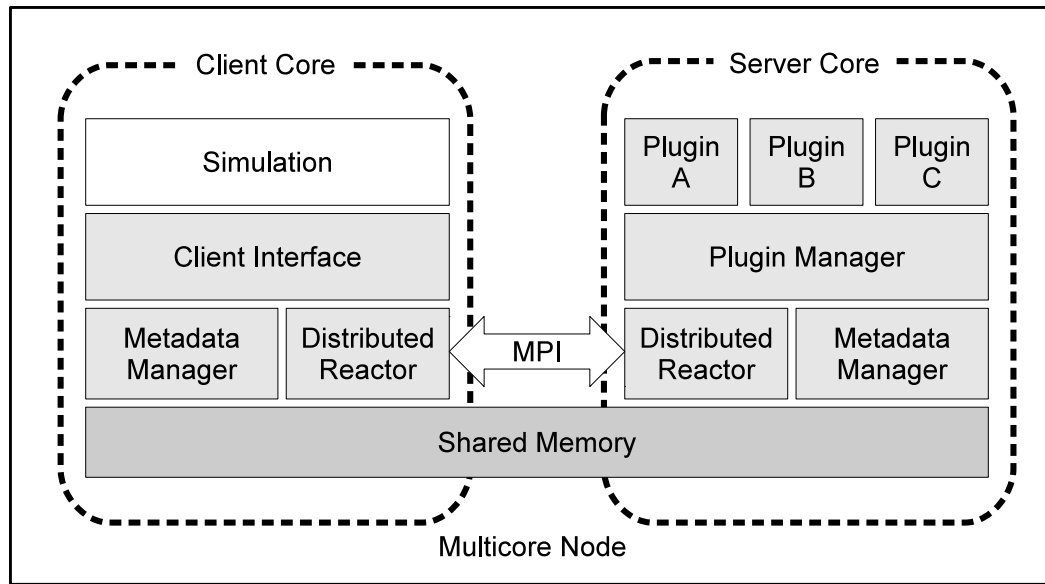 Client Core
Server Core
Simulation
Plugin
A
Plugin
B
Plugin
C
Client Interface
Plugin Manager
Metadata
Manager
Distributed
Reactor
MPI
Distributed
Reactor
Metadata
Manager
Shared Memory
Multicore Node